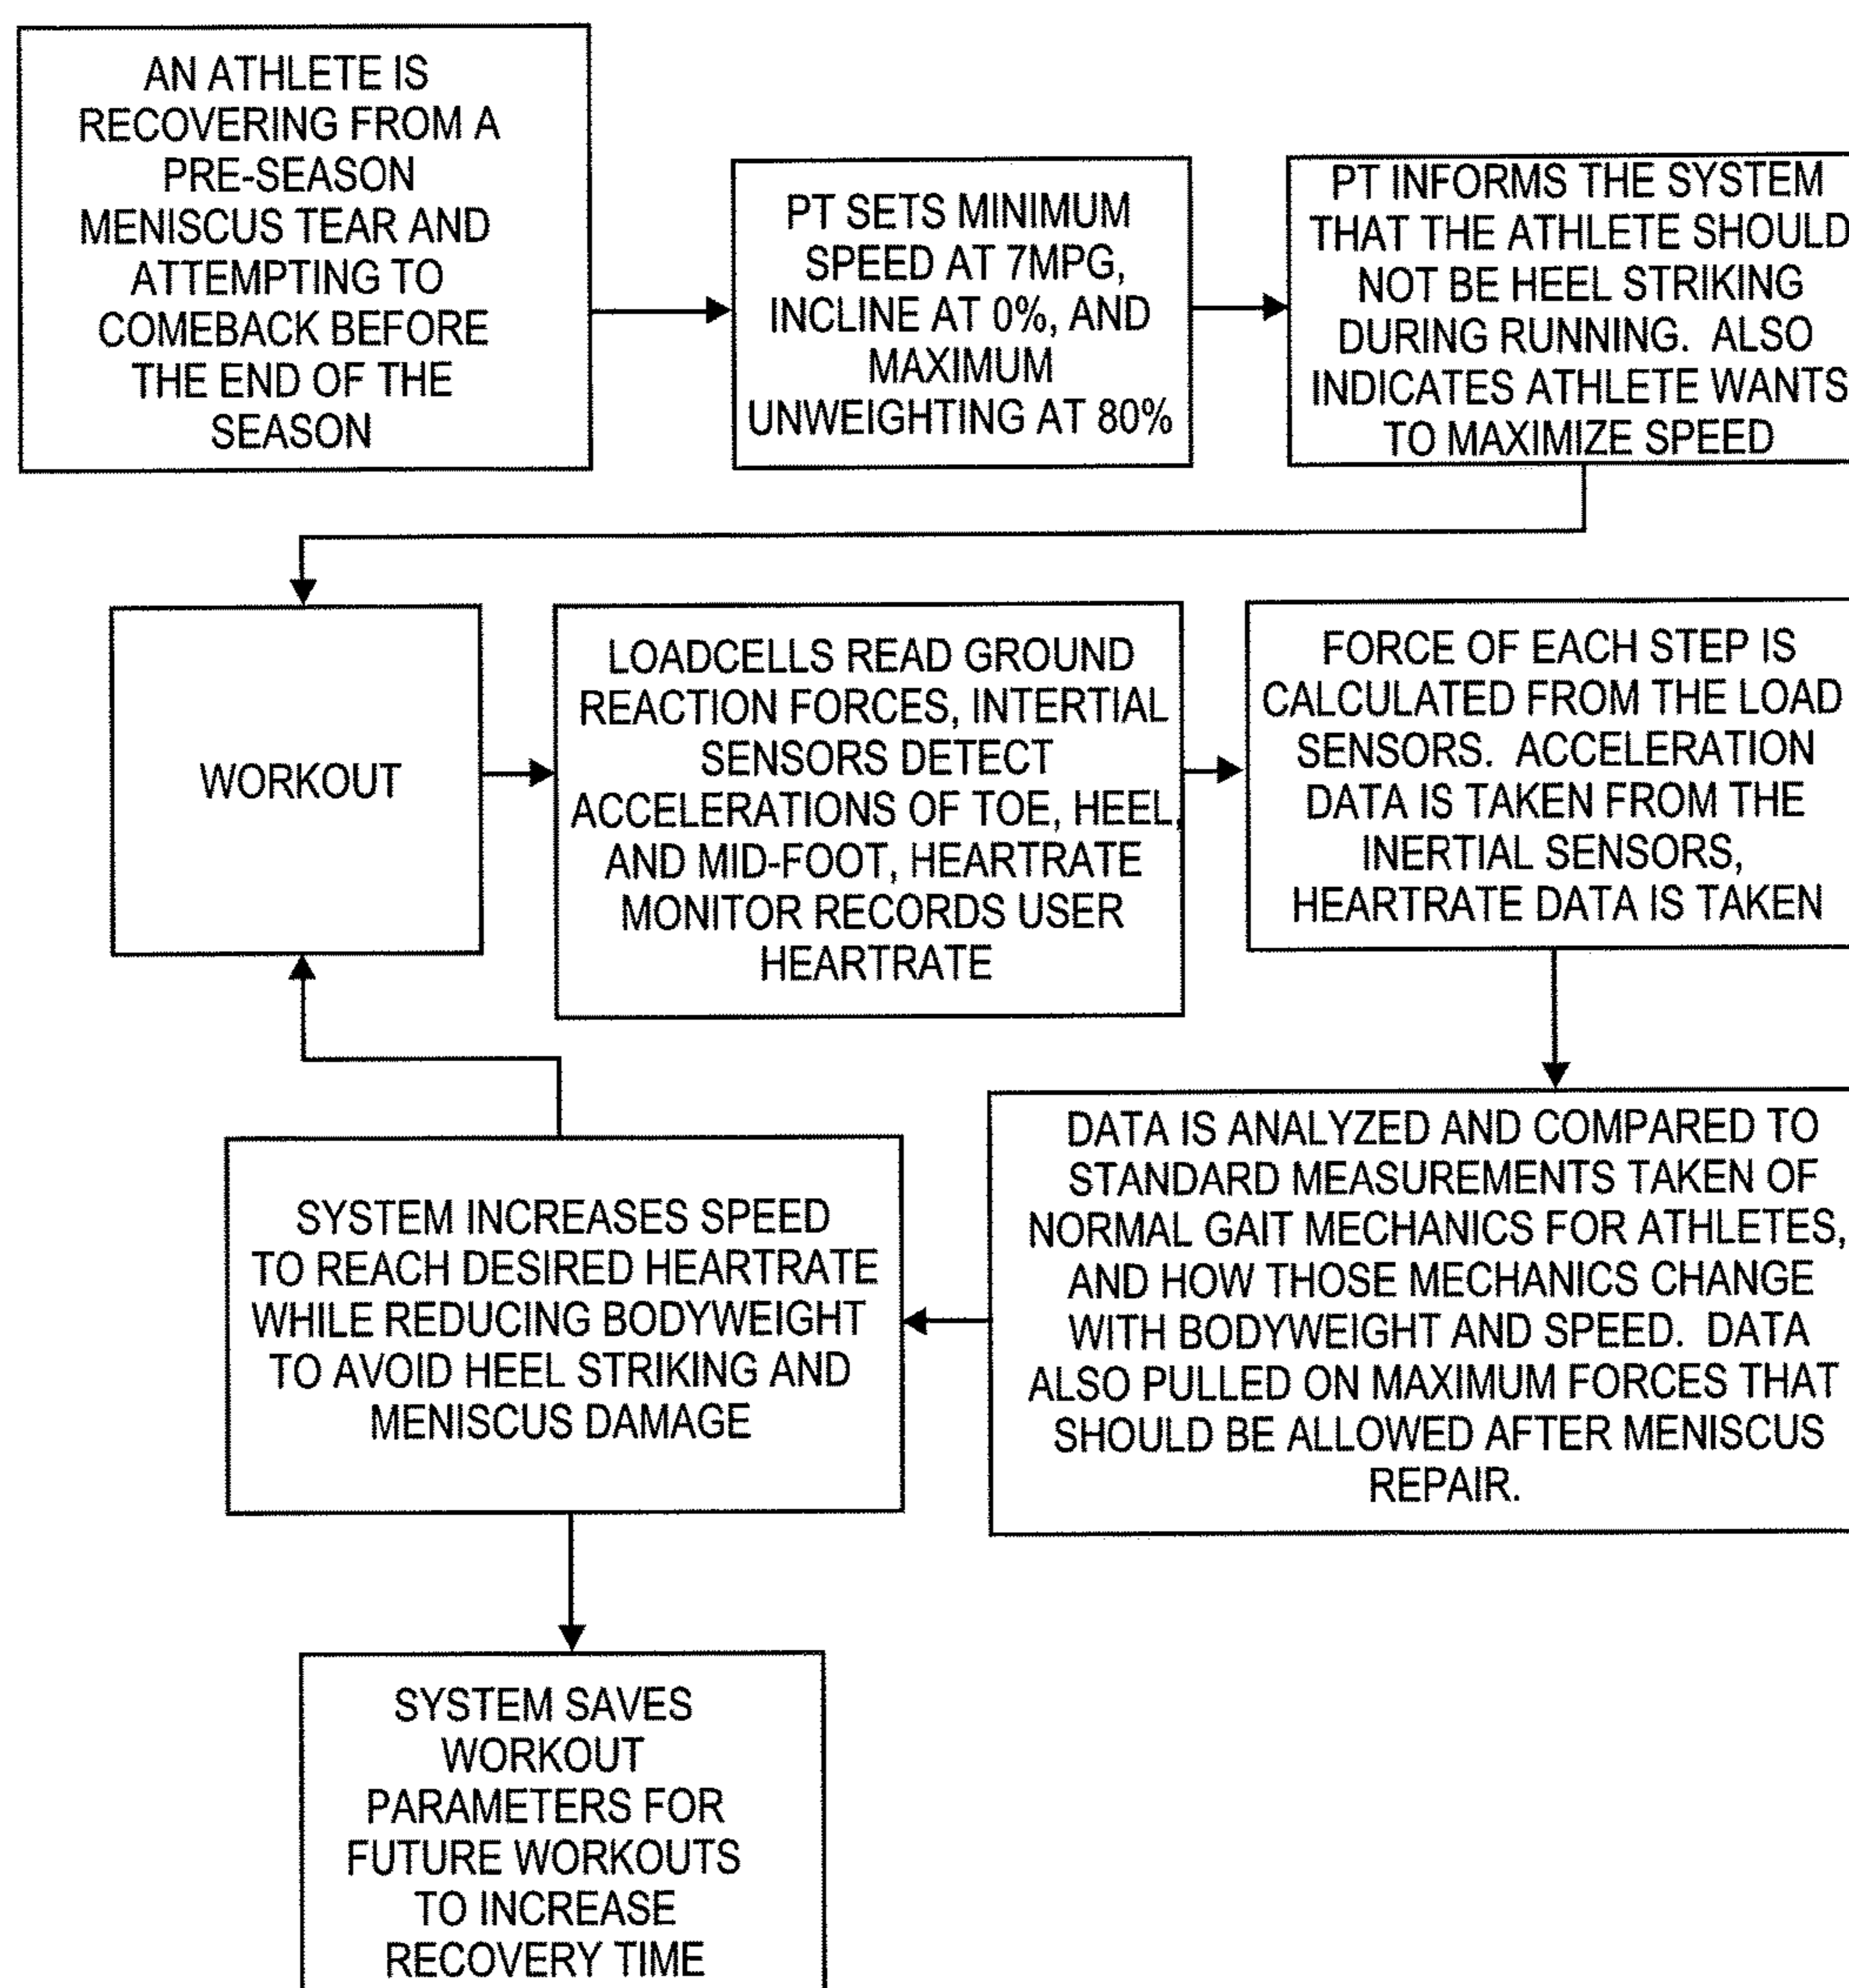 AN ATHLETE IS
RECOVERING FROM A
PRE-SEASON
MENISCUS TEAR AND
ATTEMPTING TO
COMEBACK BEFORE
THE END OF THE
SEASON
PT SETS MINIMUM
SPEED AT 7MPG,
INCLINE AT 0%, AND
MAXIMUM
UNWEIGHTING AT 80%
PT INFORMS THE SYSTEM
THAT THE ATHLETE SHOULD
NOT BE HEEL STRIKING
DURING RUNNING. ALSO
INDICATES ATHLETE WANTS
TO MAXIMIZE SPEED
WORKOUT
LOADCELLS READ GROUND
REACTION FORCES, INTERTIAL
SENSORS DETECT
ACCELERATIONS OF TOE, HEEL,
AND MID-FOOT, HEARTRATE
MONITOR RECORDS USER
HEARTRATE
FORCE OF EACH STEP IS
CALCULATED FROM THE LOAD
SENSORS. ACCELERATION
DATA IS TAKEN FROM THE
INERTIAL SENSORS,
HEARTRATE DATA IS TAKEN
DATA IS ANALYZED AND COMPARED TO
STANDARD MEASUREMENTS TAKEN OF
NORMAL GAIT MECHANICS FOR ATHLETES,
AND HOW THOSE MECHANICS CHANGE
WITH BODYWEIGHT AND SPEED. DATA
ALSO PULLED ON MAXIMUM FORCES THAT
SHOULD BE ALLOWED AFTER MENISCUS
REPAIR.
SYSTEM INCREASES SPEED
TO REACH DESIRED HEARTRATE
WHILE REDUCING BODYWEIGHT
TO AVOID HEEL STRIKING AND
MENISCUS DAMAGE
SYSTEM SAVES
WORKOUT
PARAMETERS FOR
FUTURE WORKOUTS
TO INCREASE
RECOVERY TIME